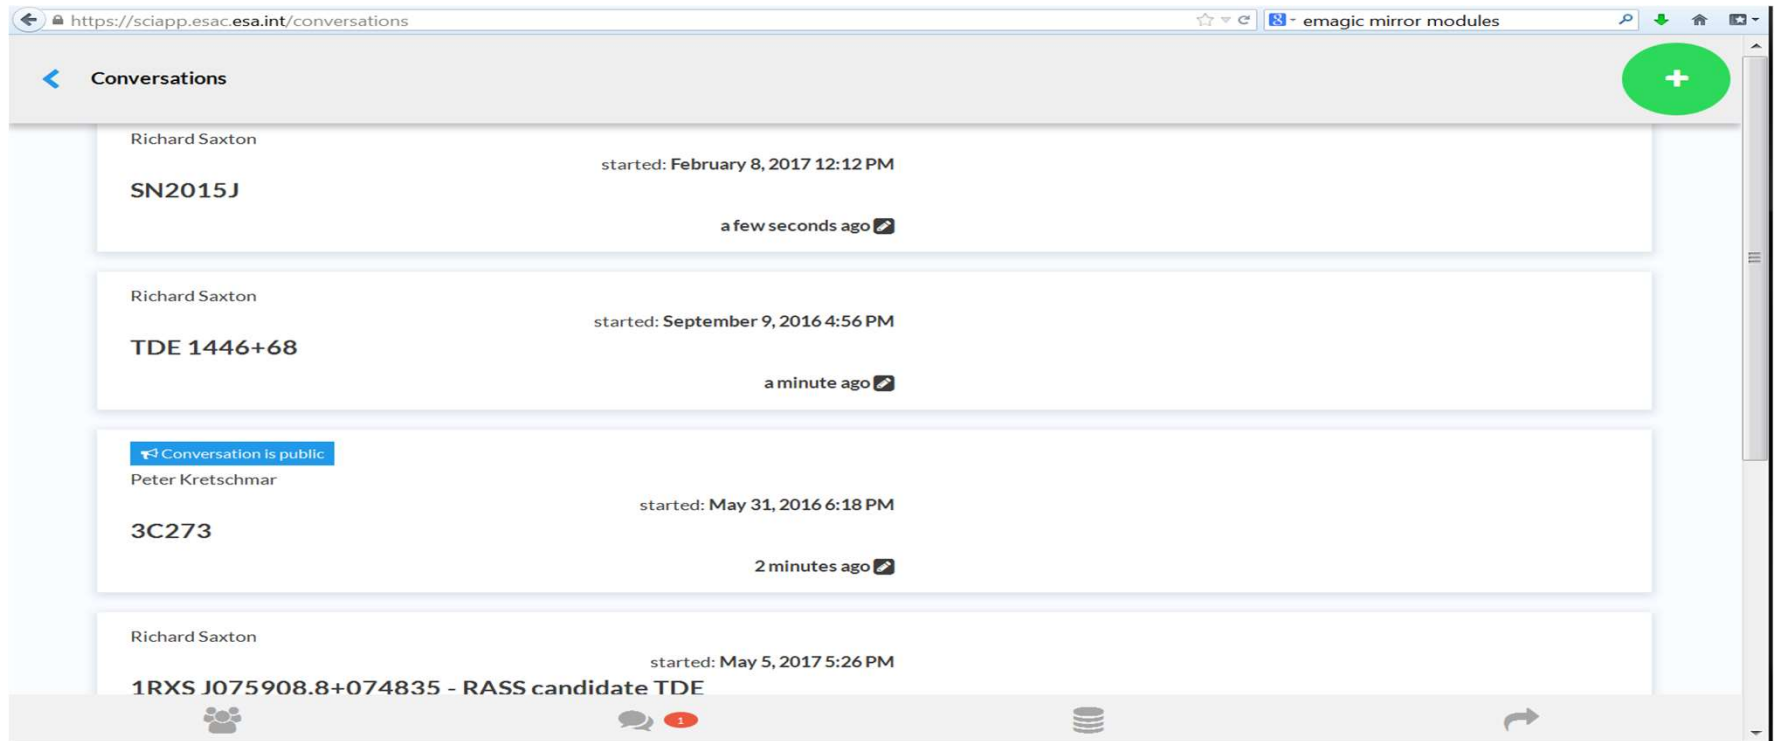 https://sciapp.esac.esa.int/conversations
8
emagic mirror modules
Conversations
Richard Saxton
started: February 8, 2017 12:12 PM
SN2015J
a few seconds ago
Richard Saxton
started: September 9, 2016 4:56 PM
TDE 1446+68
a minute ago
Conversation is public
Peter Kretschmar
started: May 31, 2016 6:18 PM
3C273
2 minutes ago
Richard Saxton
started: May 5, 2017 5:26 PM
1RXS J075908.8+074835 - RASS candidate TDE
1